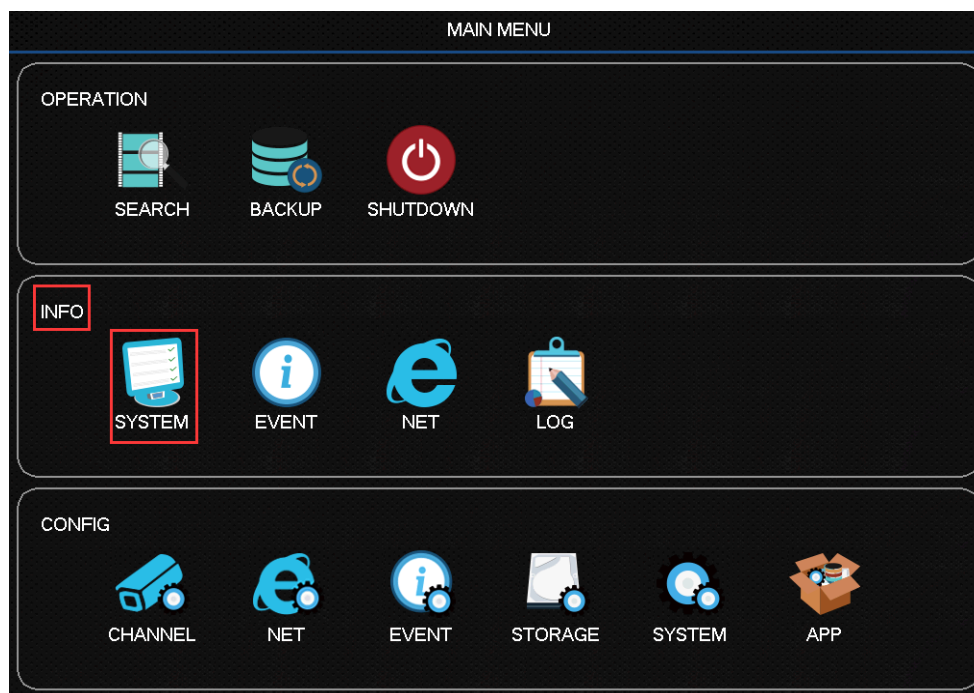 MAIN MENU
OPERATION
SEARCH BACKUP SHUTDOWN
INFO
SYSTEM EVENT NET LOG
CONFIG
CHANNEL NET EVENT STORAGE SYSTEM APP